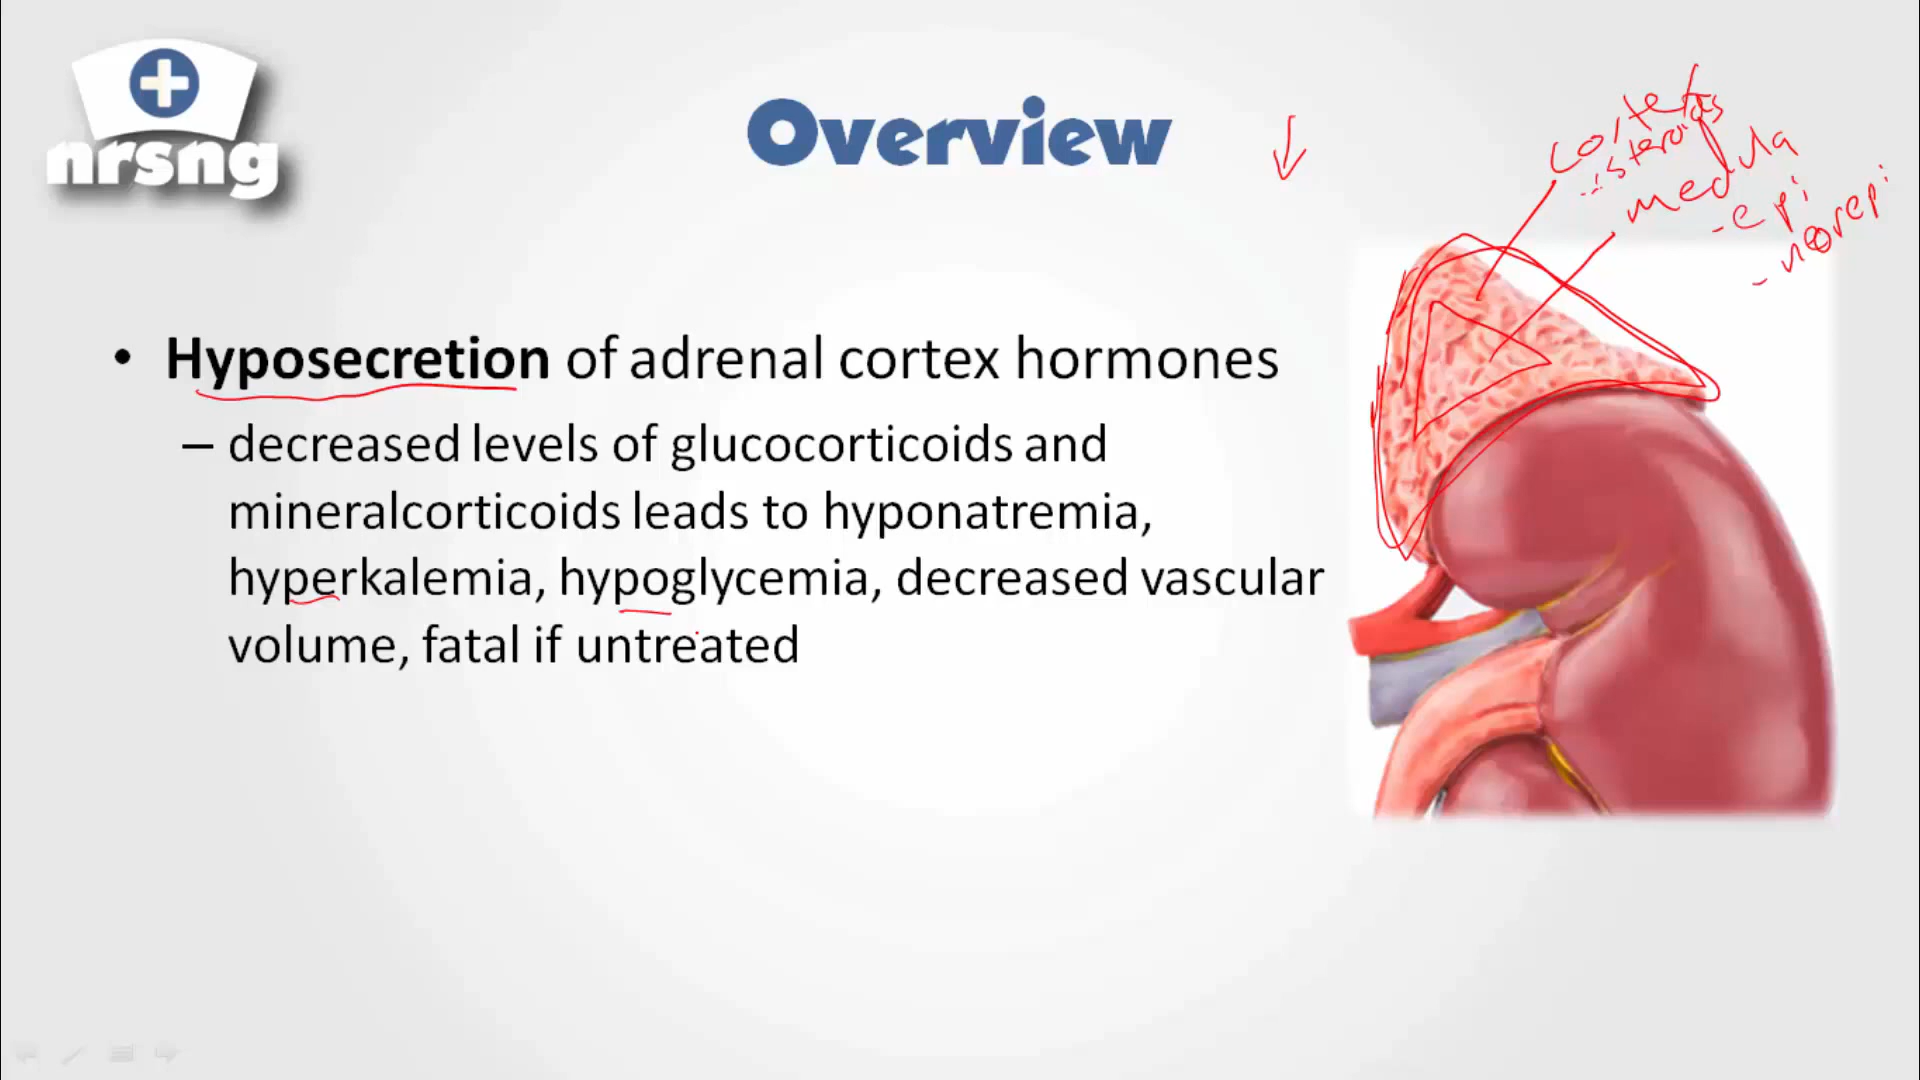 nrsng
Overview
cortex
- steroids
medulla
- epi
- norepi
• Hyposecretion of adrenal cortex hormones
– decreased levels of glucocorticoids and
mineralcorticoids leads to hyponatremia,
hyperkalemia, hypoglycemia, decreased vascular
volume, fatal if untreated